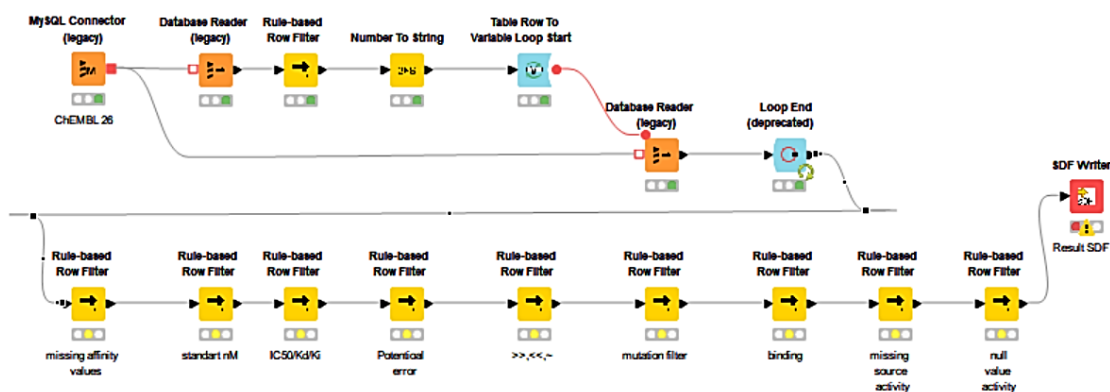 MySQL Connector
(legacy)
Database Reader
(legacy)
Rule-based
Row Filter
Number To String
Table Row To
Variable Loop Start
ChEMBL 26
Database Reader
(legacy)
Loop End
(deprecated)
SDF Writer
Result SDF
Rule-based
Row Filter
Rule-based
Row Filter
Rule-based
Row Filter
Rule-based
Row Filter
Rule-based
Row Filter
Rule-based
Row Filter
Rule-based
Row Filter
Rule-based
Row Filter
Rule-based
Row Filter
missing affinity
values
standart nM
IC50/Kd/Ki
Potentioal
error
>>,<<,~
mutation filter
binding
missing
source
activity
null
value
activity